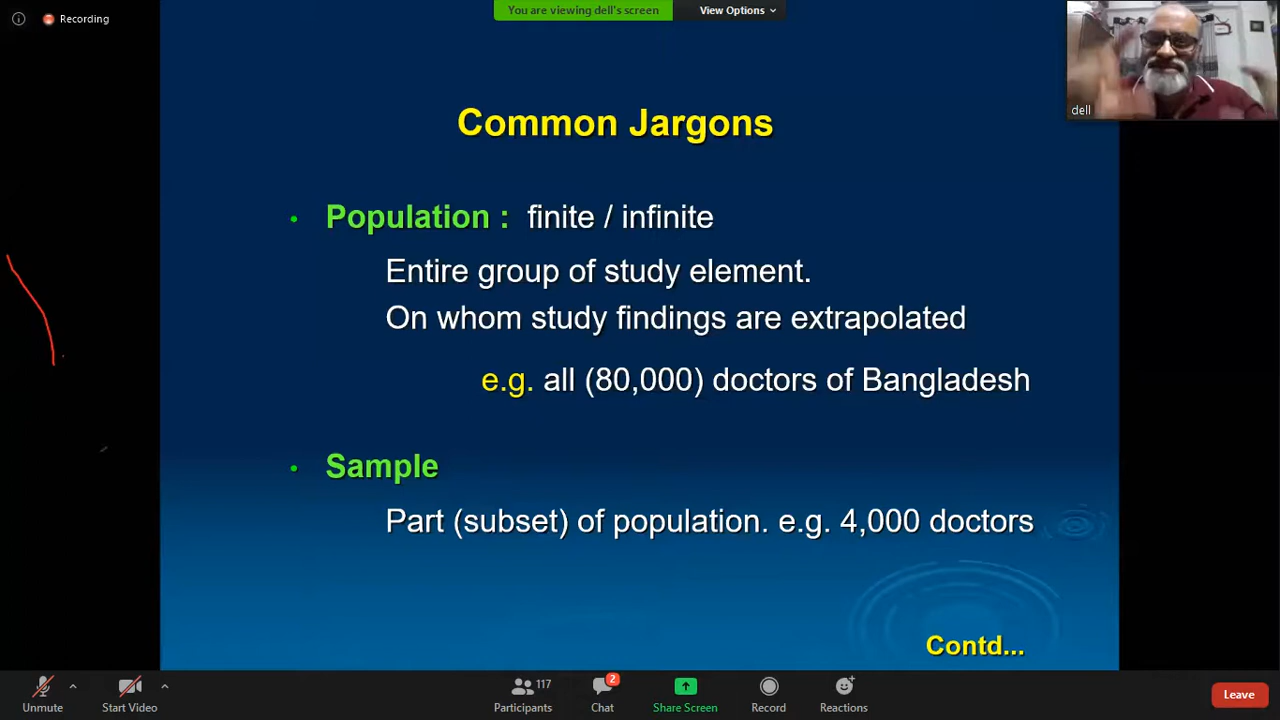 Recording
You are viewing dell's screen
View Options
dell
Common Jargons
• Population : finite / infinite
Entire group of study element.
On whom study findings are extrapolated
e.g. all (80,000) doctors of Bangladesh
• Sample
Part (subset) of population. e.g. 4,000 doctors
Contd...
117
2
Unmute
Start Video
Participants
Chat
Share Screen
Record
Reactions
Leave